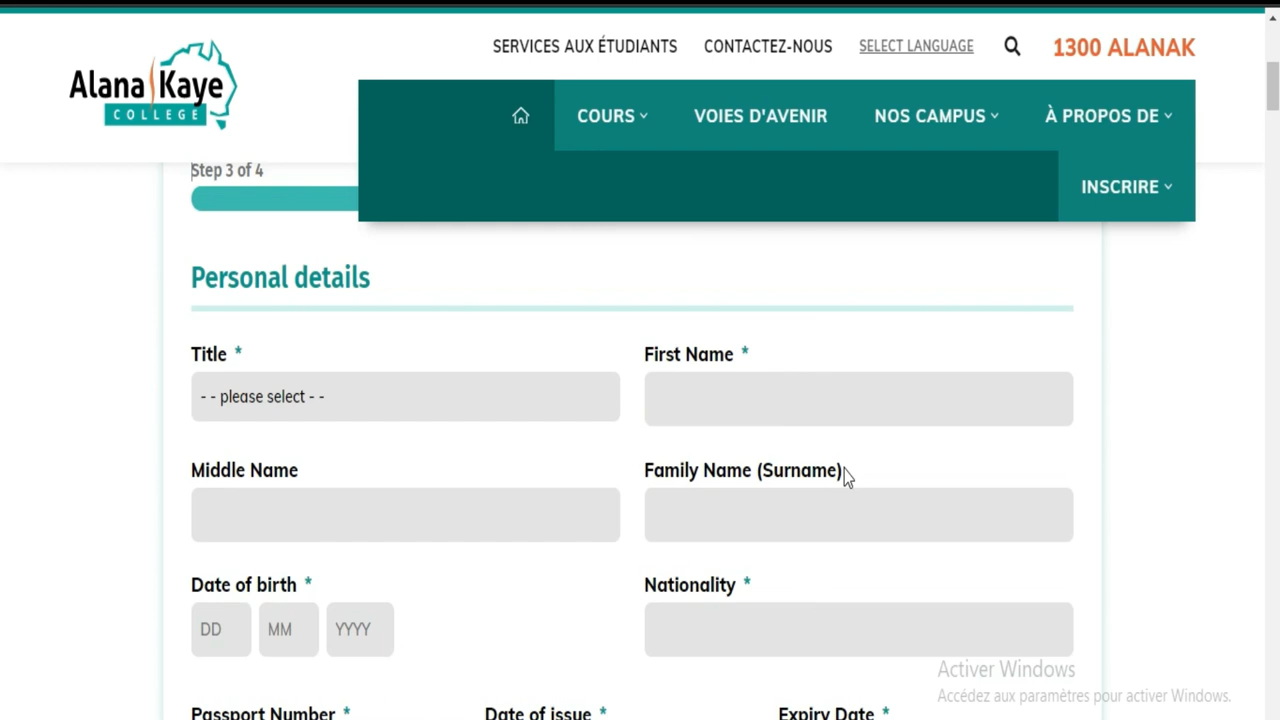 SERVICES AUX ÉTUDIANTS CONTACTEZ-NOUS SELECT LANGUAGE 1300 ALANAK
Alana Kaye
COLLEGE
COURS VOIES D'AVENIR NOS CAMPUS À PROPOS DE
INSCRIRE
Step 3 of 4
Personal details
Title * First Name *
- - please select - -
Middle Name Family Name (Surname)
Date of birth * Nationality *
DD MM YYYY
Activer Windows
Accédez aux paramètres pour activer Windows.
Passport Number * Date of issue * Expiry Date *